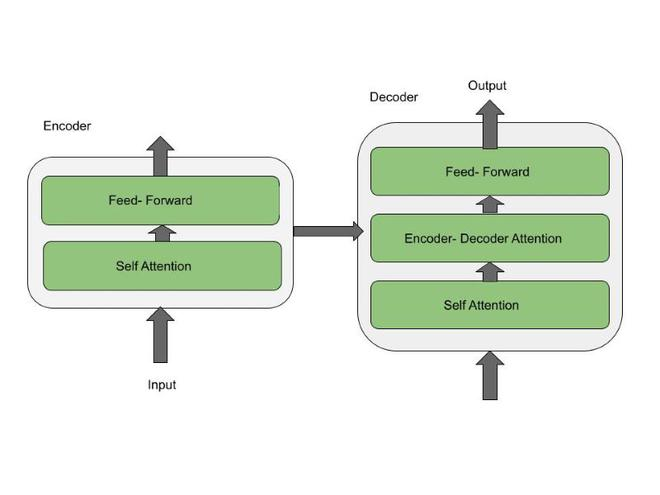 Encoder
Feed- Forward
Self Attention
Input
Decoder
Output
Feed- Forward
Encoder- Decoder Attention
Self Attention